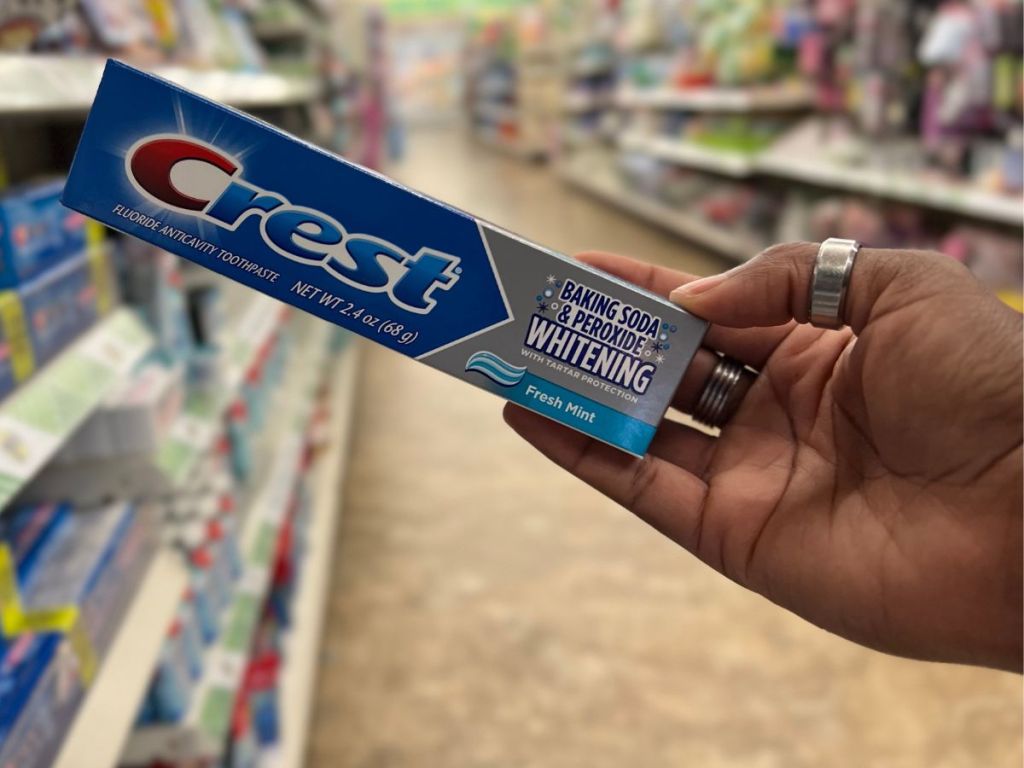 Crest
FLUORIDE ANTICAVITY TOOTHPASTE NET WT 2.4 oz (68 g)
BAKING SODA
& PEROXIDE
WHITENING
WITH TARTAR PROTECTION
Fresh Mint